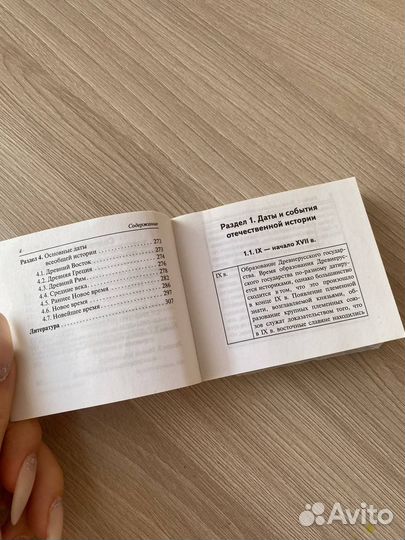 4
Содержание
Раздел 4. Основные даты
всеобщей истории ........ 271
4.1. Древний Восток ........ 271
4.2. Древняя Греция ........ 274
4.3. Древний Рим ........ 278
4.4. Средние века ........ 282
4.5. Раннее Новое время ........ 286
4.6. Новое время ........ 297
4.7. Новейшее время ........ 307
Литература
Раздел 1. Даты и события
отечественной истории
1.1. IX — начало XVII в.
IX в.
Образование Древнерусского государ-
ства. Время образования Древнерус-
ского государства по-разному датиру-
ется историками, однако большинство
сходится в том, что это произошло
в конце IX в. Появление племенных
знат, возглавляемой князьями, об-
разование крупных племенных сою-
зов служат доказательством того, что
в IX в. восточные славяне находились
Avito